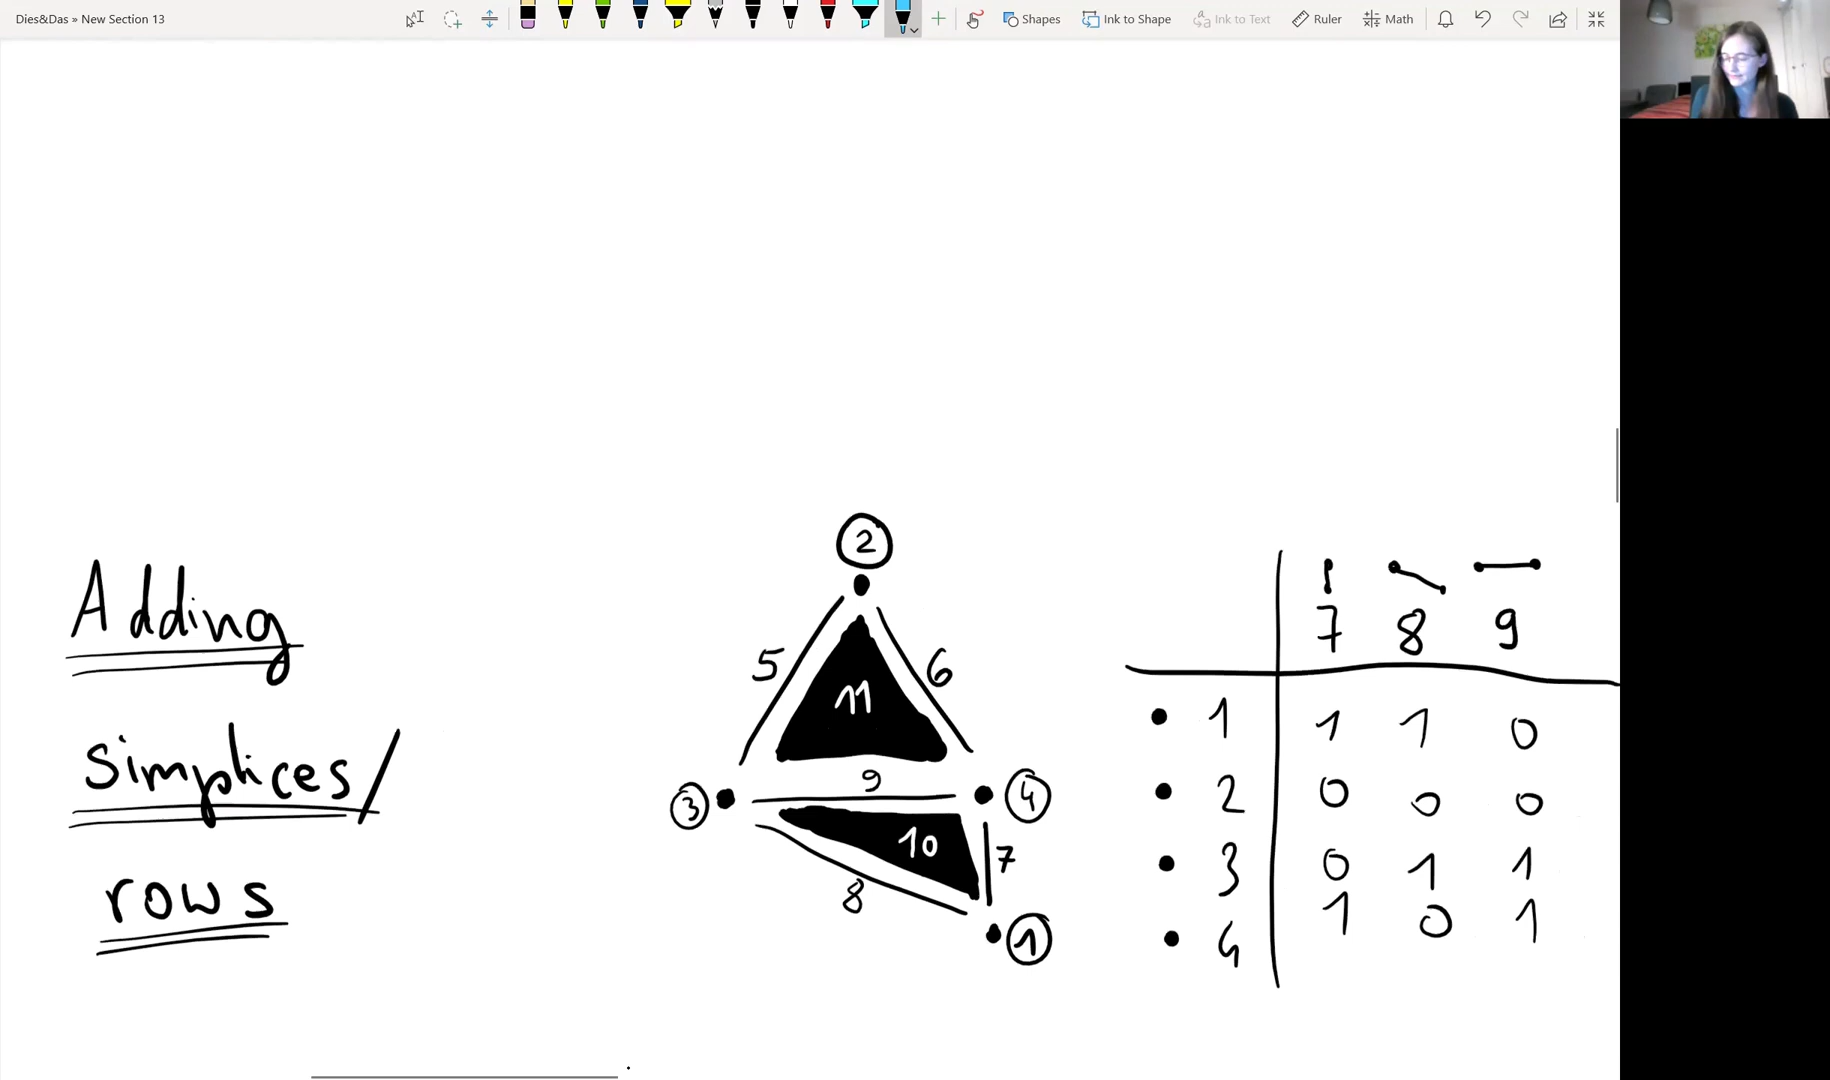 Dies&Das » New Section 13
Shapes
Ink to Shape
Ink to Text
Ruler
Math
Adding
simplices/
rows
2
5
6
11
9
3
4
10
7
8
1
7 8 9
1 1 1 0
2 0 0 0
3 0 1 1
4 1 0 1